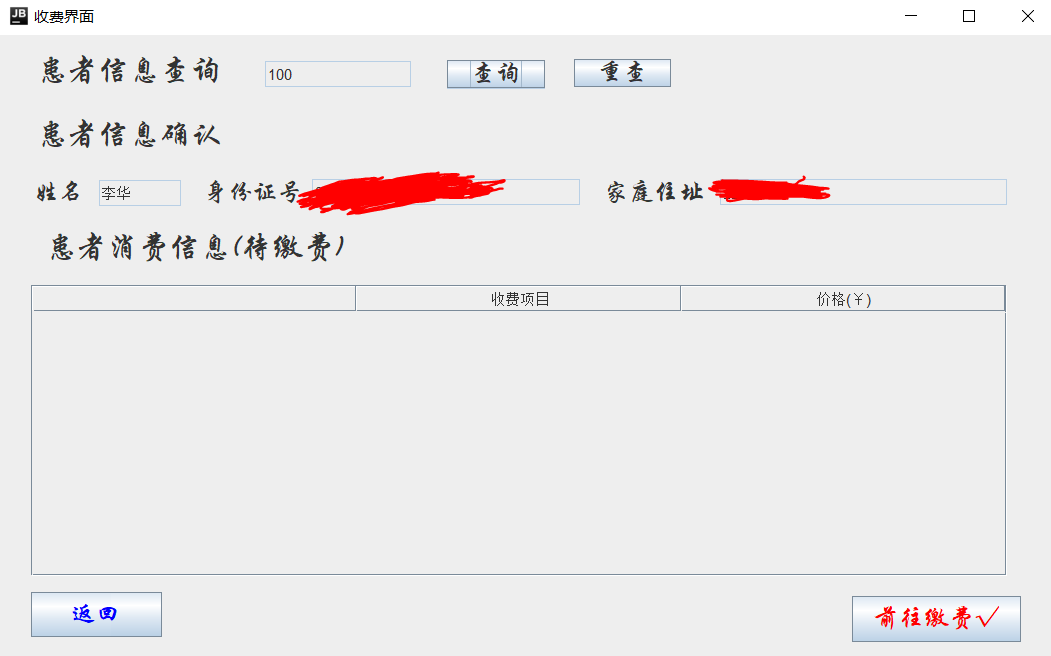 JB 收费界面
患者信息查询 100 查询 重查
患者信息确认
姓名 李华 身份证号 家庭住址
患者消费信息(待缴费)
收费项目 价格(￥)
返回 前往缴费√